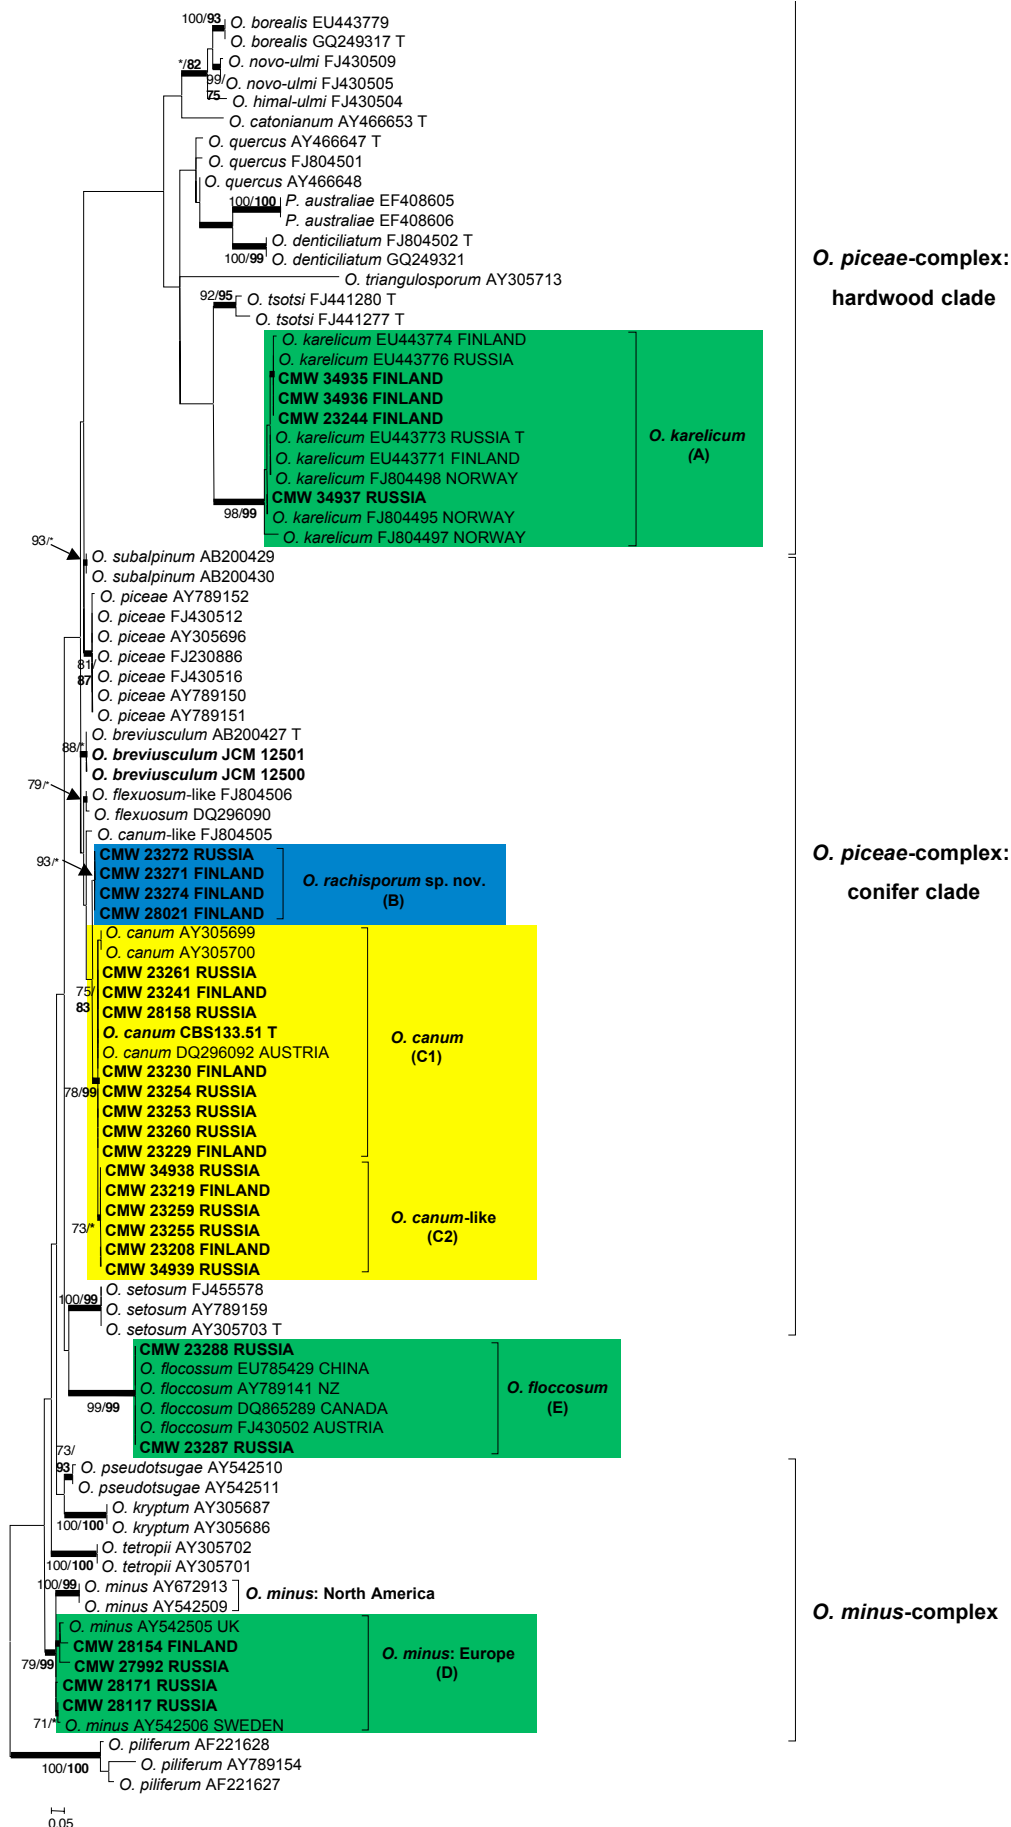 100/93
O. borealis EU443779
O. borealis GQ249317 T
O. novo-ulmi FJ430509
*/82
99/
75
O. novo-ulmi FJ430505
O. himal-ulmi FJ430504
O. catonianum AY466653 T
O. quercus AY466647 T
O. quercus FJ804501
O. quercus AY466648
100/100
P. australiae EF408605
P. australiae EF408606
O. denticiliatum FJ804502 T
100/99
O. denticiliatum GQ249321
O. piceae-complex:
hardwood clade
O. triangulosporum AY305713
92/95
O. tsotsi FJ441280 T
O. tsotsi FJ441277 T
O. karelicum EU443774 FINLAND
O. karelicum EU443776 RUSSIA
CMW 34935 FINLAND
CMW 34936 FINLAND
CMW 23244 FINLAND
O. karelicum EU443773 RUSSIA T
O. karelicum
(A)
O. karelicum EU443771 FINLAND
O. karelicum FJ804498 NORWAY
CMW 34937 RUSSIA
98/99
O. karelicum FJ804495 NORWAY
O. karelicum FJ804497 NORWAY
93/*
O. subalpinum AB200429
O. subalpinum AB200430
O. piceae AY789152
O. piceae FJ430512
O. piceae AY305696
O. piceae FJ230886
81/
87
O. piceae FJ430516
O. piceae AY789150
O. piceae AY789151
O. breviusculum AB200427 T
88/*
O. breviusculum JCM 12501
O. breviusculum JCM 12500
79/*
O. flexuosum-like FJ804506
O. flexuosum DQ296090
O. canum-like FJ804505
93/*
CMW 23272 RUSSIA
CMW 23271 FINLAND
CMW 23274 FINLAND
CMW 28021 FINLAND
O. rachisporum sp. nov.
(B)
O. piceae-complex:
conifer clade
O. canum AY305699
O. canum AY305700
CMW 23261 RUSSIA
75/
83
CMW 23241 FINLAND
CMW 28158 RUSSIA
O. canum CBS133.51 T
O. canum DQ296092 AUSTRIA
O. canum
(C1)
CMW 23230 FINLAND
78/99
CMW 23254 RUSSIA
CMW 23253 RUSSIA
CMW 23260 RUSSIA
CMW 23229 FINLAND
CMW 34938 RUSSIA
CMW 23219 FINLAND
CMW 23259 RUSSIA
73/*
CMW 23255 RUSSIA
CMW 23208 FINLAND
CMW 34939 RUSSIA
O. canum-like
(C2)
O. setosum FJ455578
100/99
O. setosum AY789159
O. setosum AY305703 T
CMW 23288 RUSSIA
O. flocossum EU785429 CHINA
O. floccosum AY789141 NZ
99/99
O. floccosum DQ865289 CANADA
O. floccosum FJ430502 AUSTRIA
CMW 23287 RUSSIA
O. floccosum
(E)
73/
93
O. pseudotsugae AY542510
O. pseudotsugae AY542511
O. kryptum AY305687
100/100
O. kryptum AY305686
O. tetropii AY305702
100/100
O. tetropii AY305701
100/99
O. minus AY672913
O. minus AY542509
O. minus: North America
O. minus-complex
O. minus AY542505 UK
CMW 28154 FINLAND
79/99
CMW 27992 RUSSIA
O. minus: Europe
(D)
CMW 28171 RUSSIA
CMW 28117 RUSSIA
71/*
O. minus AY542506 SWEDEN
O. piliferum AF221628
100/100
O. piliferum AY789154
O. piliferum AF221627
0.05